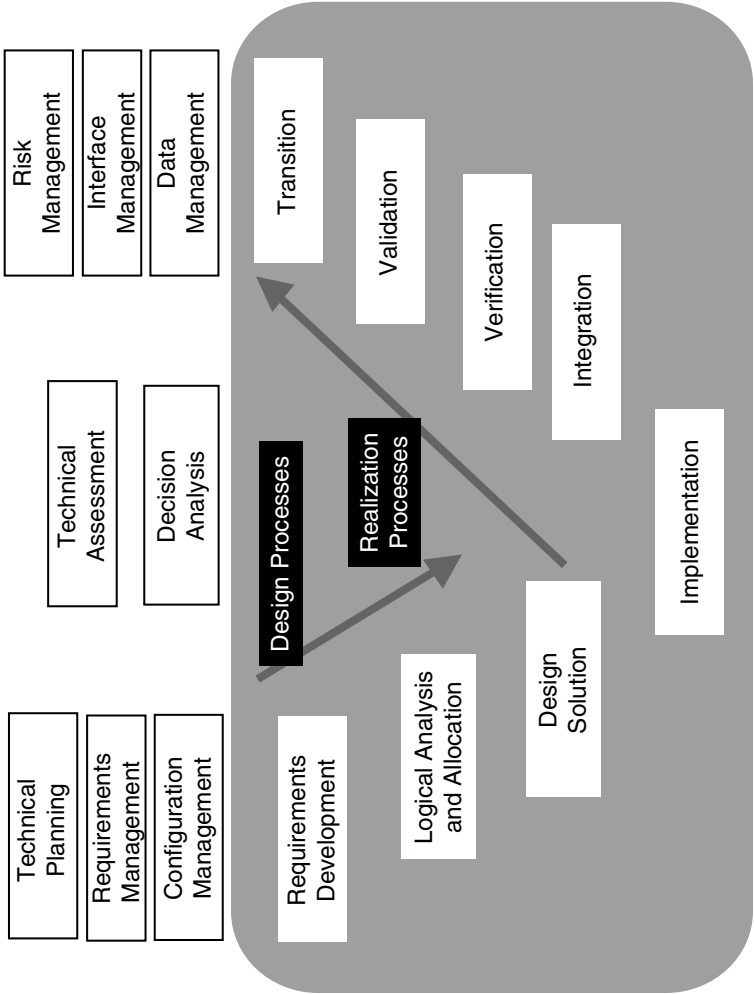 Technical
Planning
Requirements
Management
Configuration
Management
Technical
Assessment
Decision
Analysis
Risk
Management
Interface
Management
Data
Management
Requirements
Development
Logical Analysis
and Allocation
Design
Solution
Design Processes
Realization
Processes
Transition
Validation
Verification
Integration
Implementation